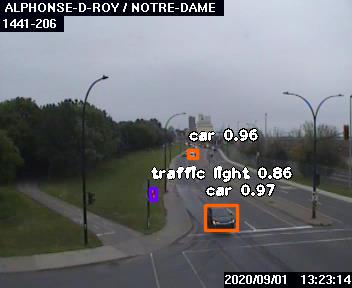 ALPHONSE-D-ROY / NOTRE-DAME
1441-206
car 0.96
traffic light 0.86
car 0.97
2020/09/01 13:23:14